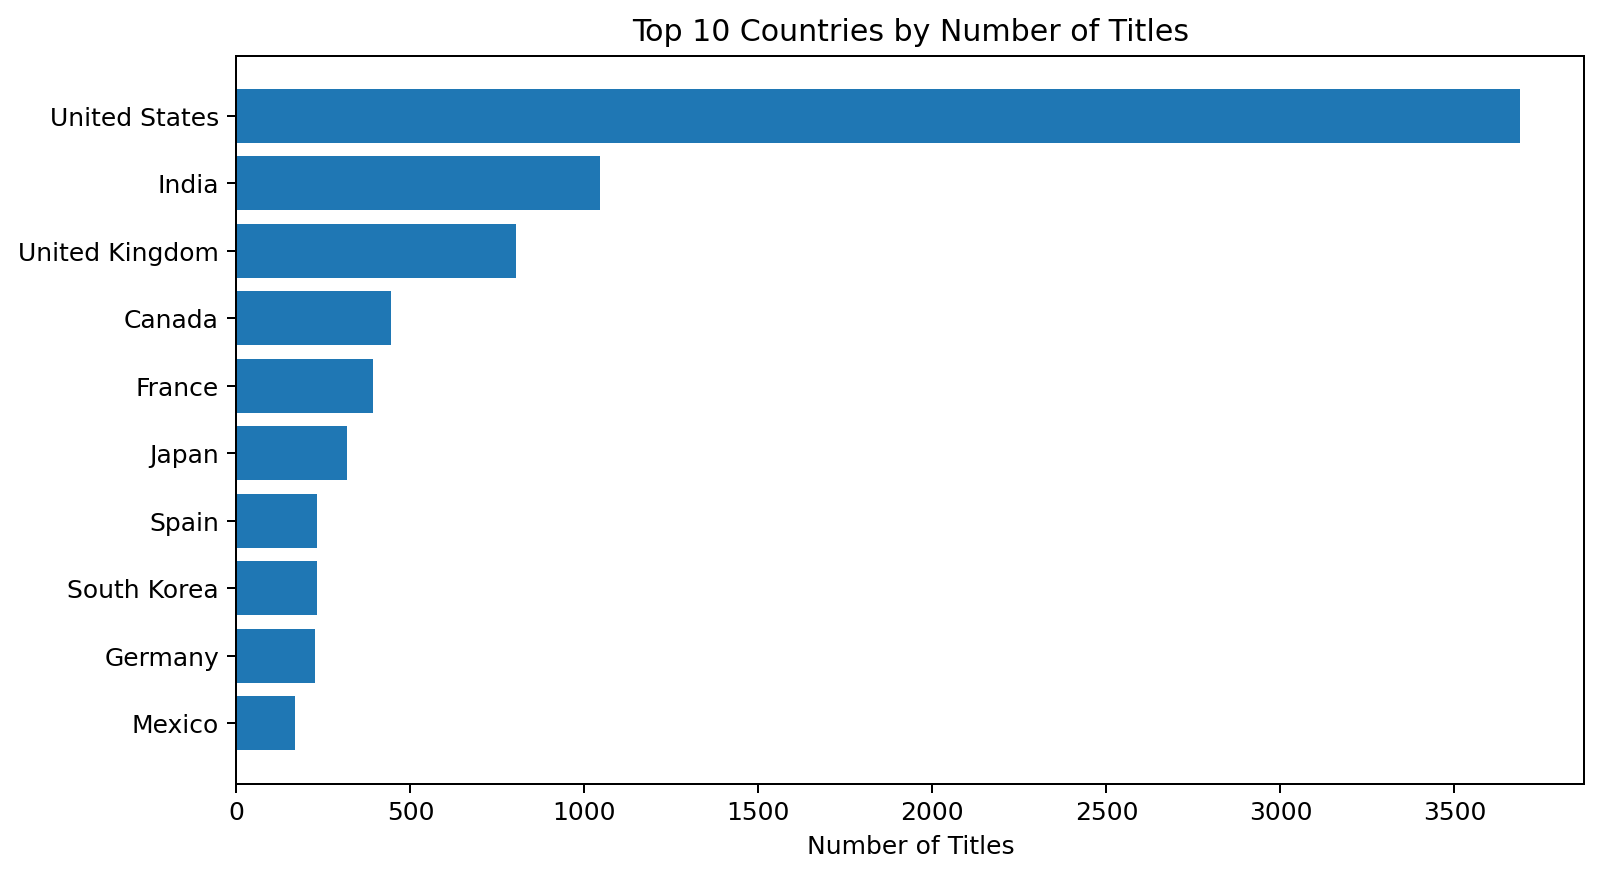 Top 10 Countries by Number of Titles
United States
India
United Kingdom
Canada
France
Japan
Spain
South Korea
Germany
Mexico
0 500 1000 1500 2000 2500 3000 3500
Number of Titles